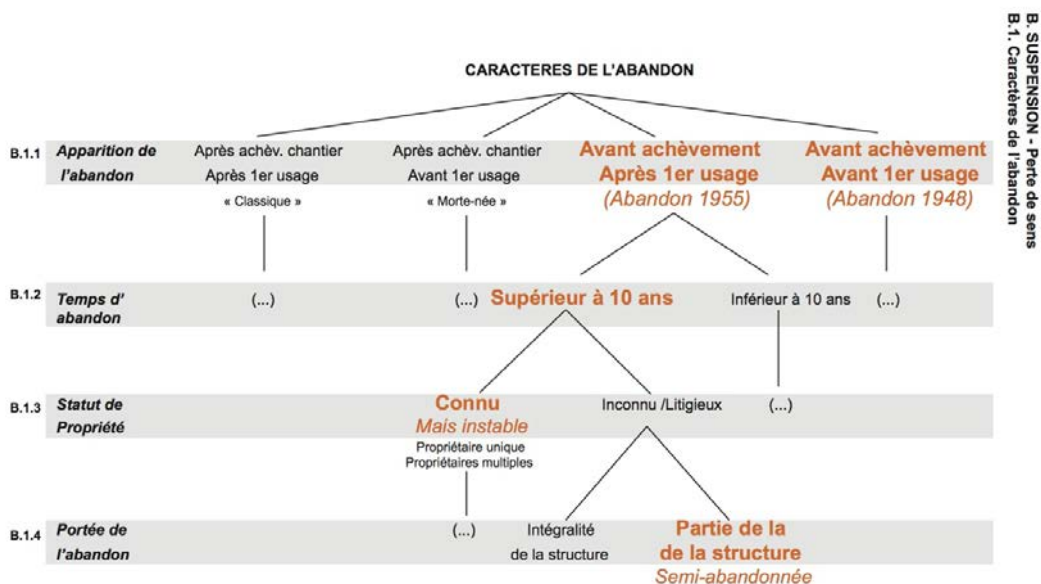 B. SUSPENSION - Perte de sens
B.1. Caractères de l'abandon
CARACTERES DE L'ABANDON
B.1.1
Apparition de
l'abandon
Après achèv. chantier
Après 1er usage
« Classique »
Après achèv. chantier
Avant 1er usage
« Morte-née »
Avant achèvement
Après 1er usage
(Abandon 1955)
Avant achèvement
Avant 1er usage
(Abandon 1948)
B.1.2
Temps d'
abandon
(...)
(...)
Supérieur à 10 ans
Inférieur à 10 ans
(...)
B.1.3
Statut de
Propriété
Connu
Mais instable
Propriétaire unique
Propriétaires multiples
Inconnu /Litigieux
(...)
B.1.4
Portée de
l'abandon
(...)
Intégralité
de la structure
Partie de la
de la structure
Semi-abandonnée